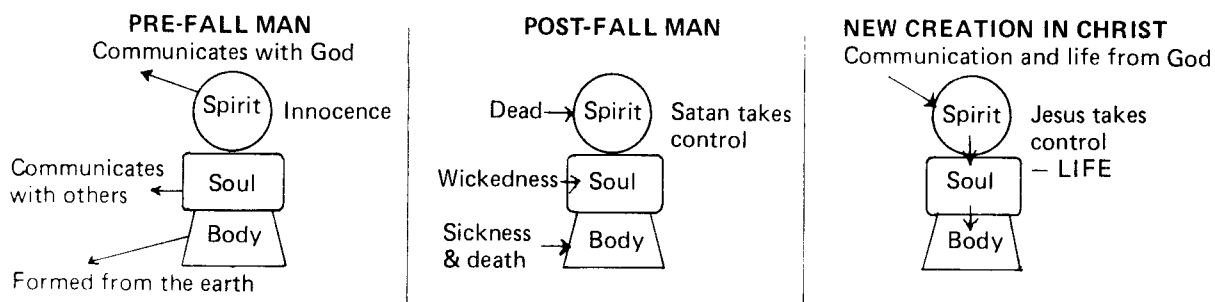 PRE-FALL MAN
Communicates with God
Spirit
Innocence
Communicates
with others
Soul
Body
Formed from the earth
POST-FALL MAN
Dead
Spirit
Satan takes
control
Wickedness
Soul
Sickness
& death
Body
NEW CREATION IN CHRIST
Communication and life from God
Spirit
Jesus takes
control
– LIFE
Soul
Body